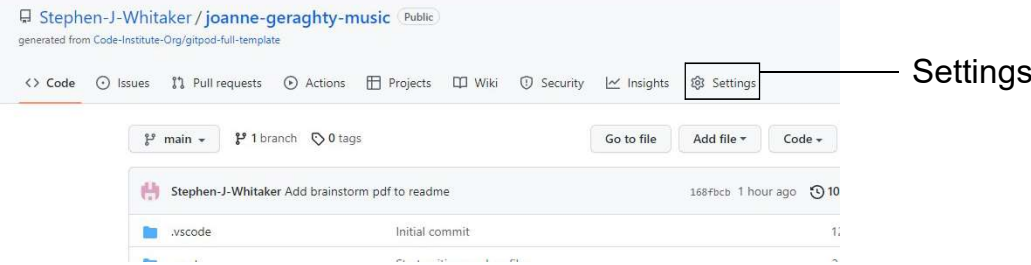 Stephen-J-Whitaker / joanne-geraghty-music Public
generated from Code-Institute-Org/gitpod-full-template
<> Code Issues Pull requests Actions Projects Wiki Security Insights Settings
Settings
main 1 branch 0 tags Go to file Add file Code
Stephen-J-Whitaker Add brainstorm pdf to readme 168fbcb 1 hour ago 10
.vscode Initial commit